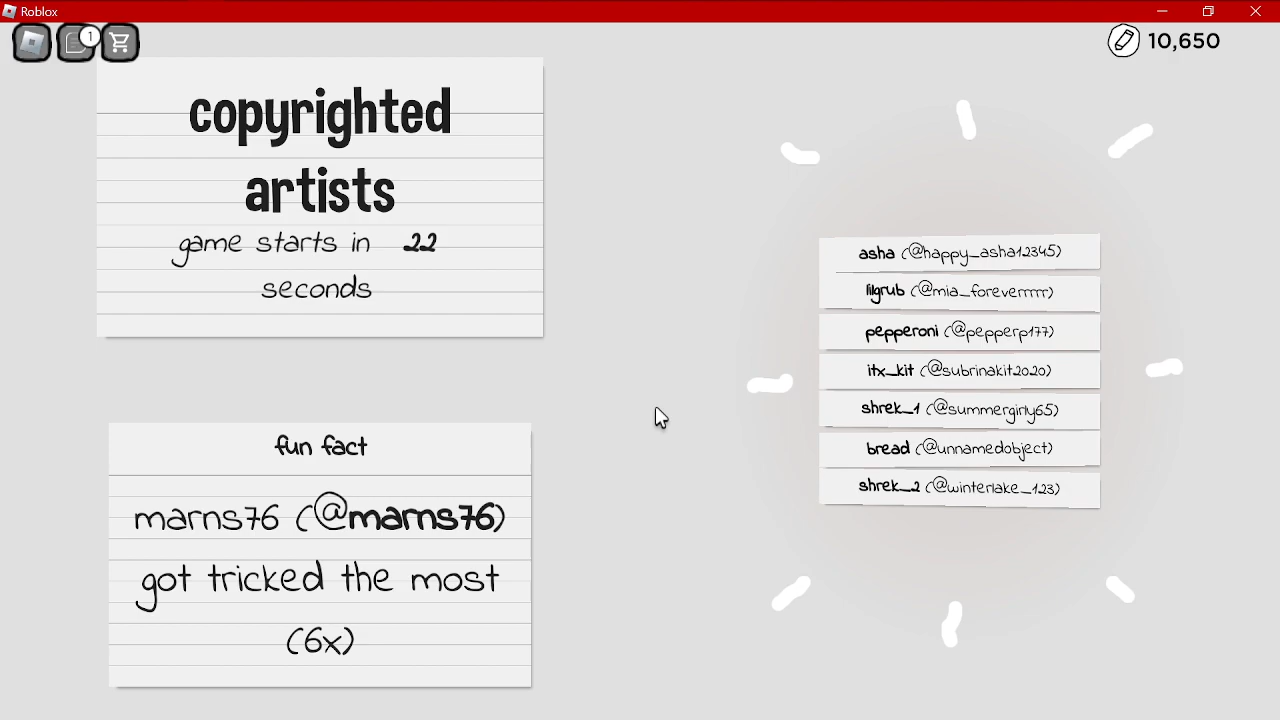 Roblox
1
10,650
copyrighted
artists
game starts in 22
seconds
fun fact
marns76 (@marns76)
got tricked the most
(6x)
asha (@happy_asha12345)
lilgrub (@mia_foreverrrrr)
pepperoni (@pepperp177)
itx_kit (@subrinakit2020)
shrek_1 (@summergirly65)
bread (@unnamedobject)
shrek_2 (@winterlake_123)